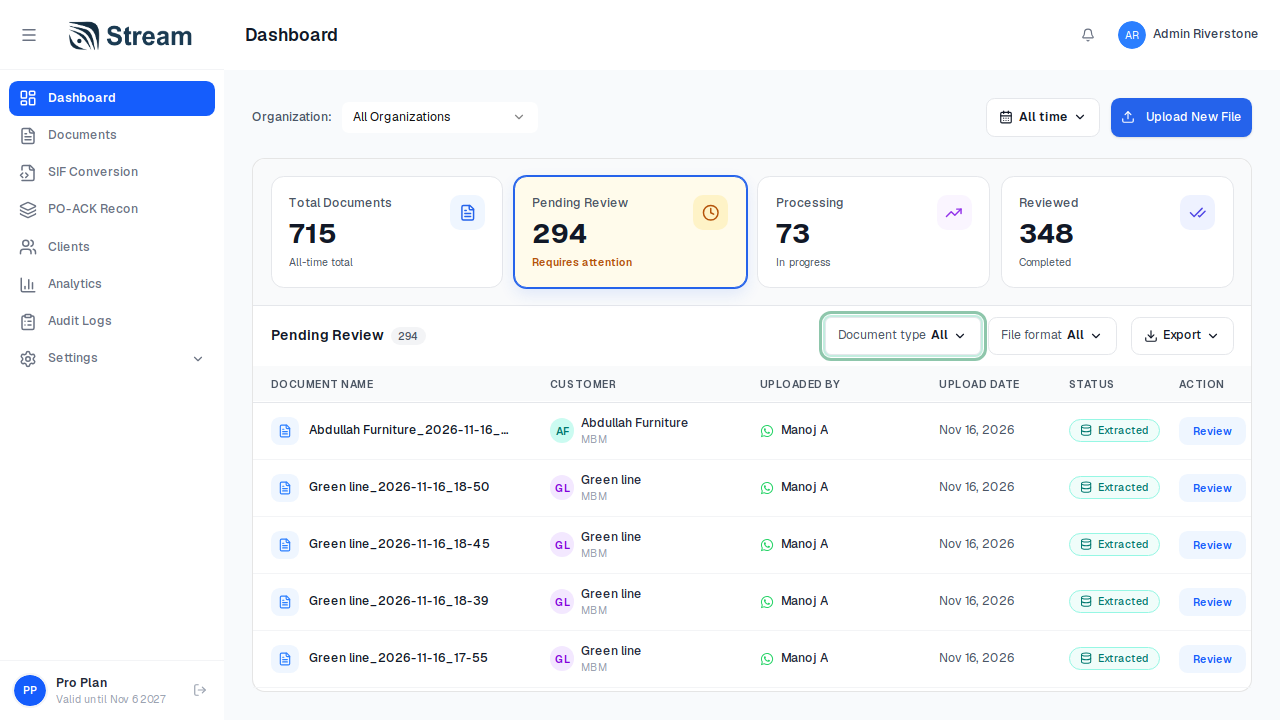 Stream
Dashboard
AR
Admin Riverstone
Dashboard
Documents
SIF Conversion
PO-ACK Recon
Clients
Analytics
Audit Logs
Settings
PP
Pro Plan
Valid until Nov 6 2027
Organization:
All Organizations
All time
Upload New File
Total Documents
715
All-time total
Pending Review
294
Requires attention
Processing
73
In progress
Reviewed
348
Completed
Pending Review 294
Document type All
File format All
Export
DOCUMENT NAME CUSTOMER UPLOADED BY UPLOAD DATE STATUS ACTION
Abdullah Furniture_2026-11-16_… AF Abdullah Furniture Manoj A Nov 16, 2026 Extracted Review
MBM
Green line_2026-11-16_18-50 GL Green line Manoj A Nov 16, 2026 Extracted Review
MBM
Green line_2026-11-16_18-45 GL Green line Manoj A Nov 16, 2026 Extracted Review
MBM
Green line_2026-11-16_18-39 GL Green line Manoj A Nov 16, 2026 Extracted Review
MBM
Green line_2026-11-16_17-55 GL Green line Manoj A Nov 16, 2026 Extracted Review
MBM